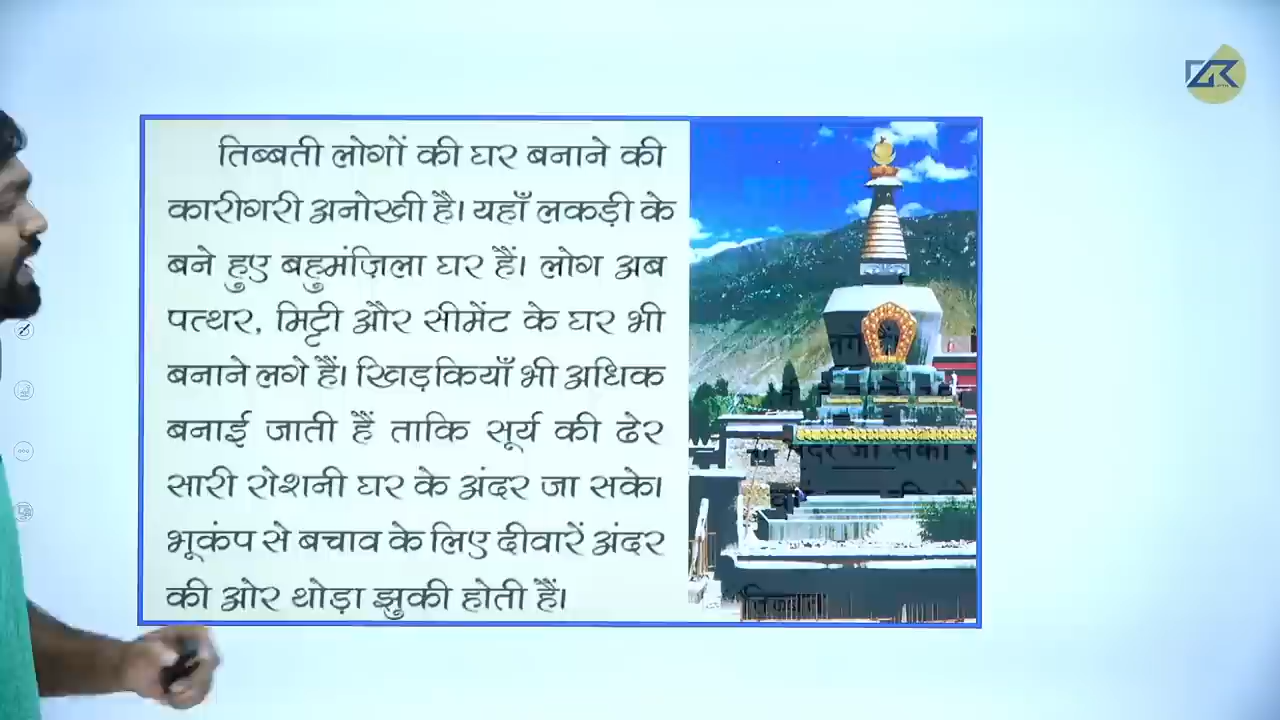 तिब्बती लोगों की घर बनाने की
कारीगरी अनोखी है। यहाँ लकड़ी के
बने हुए बहुमंज़िला घर हैं। लोग अब
पत्थर, मिट्टी और सीमेंट के घर भी
बनाने लगे हैं। खिड़कियाँ भी अधिक
बनाई जाती हैं ताकि सूर्य की ढेर
सारी रोशनी घर के अंदर जा सके।
भूकंप से बचाव के लिए दीवारें अंदर
की ओर थोड़ा झुकी होती हैं।